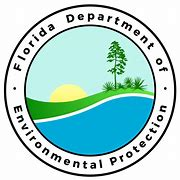 Florida Department of
Environmental Protection